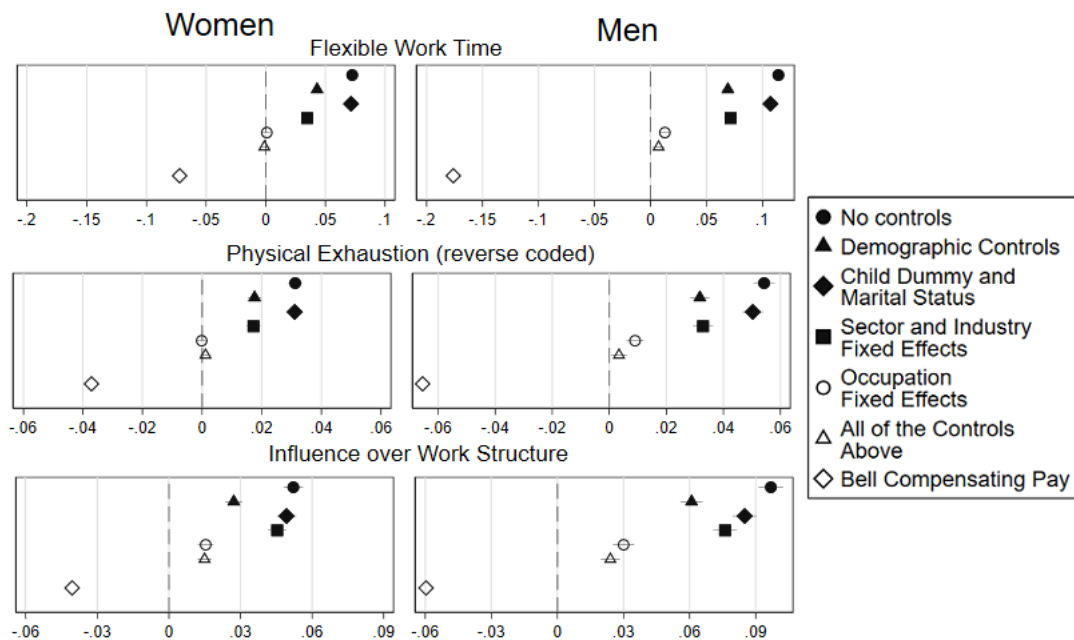 Women
Men
Flexible Work Time
-.2 -.1 -.05 0 .05 .1
-.2 -.1 -.05 0 .05 .1
Physical Exhaustion (reverse coded)
-.06 -.04 -.02 0 .02 .04 .06
-.06 -.04 -.02 0 .02 .04 .06
Influence over Work Structure
-.06 -.03 0 .03 .06 .09
-.06 -.03 0 .03 .06 .09
No controls
Demographic Controls
Child Dummy and
Marital Status
Sector and Industry
Fixed Effects
Occupation
Fixed Effects
All of the Controls
Above
Bell Compensating Pay